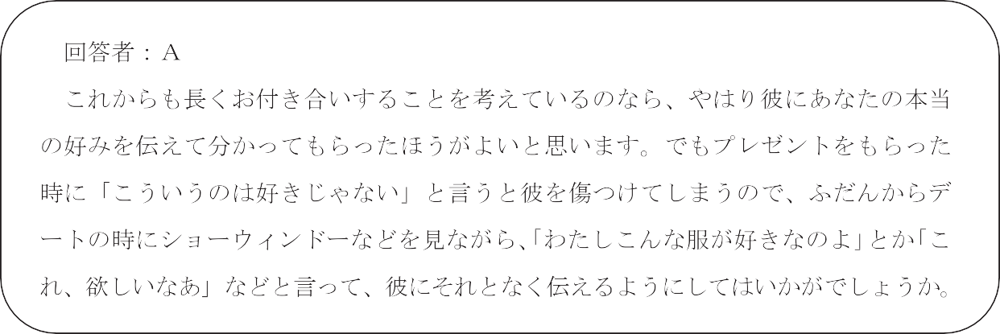 回答者：A
これからも長くお付き合いすることを考えているのなら、やはり彼にあなたの本当
の好みを伝えて分かってもらったほうがよいと思います。でもプレゼントをもらった
時に「こういうのは好きじゃない」と言うと彼を傷つけてしまうので、ふだんからデ
ートの時にショーウィンドーなどを見ながら、「わたしこんな服が好きなのよ」とか「こ
れ、欲しいなあ」などと言って、彼にそれとなく伝えるようにしてはいかがでしょうか。